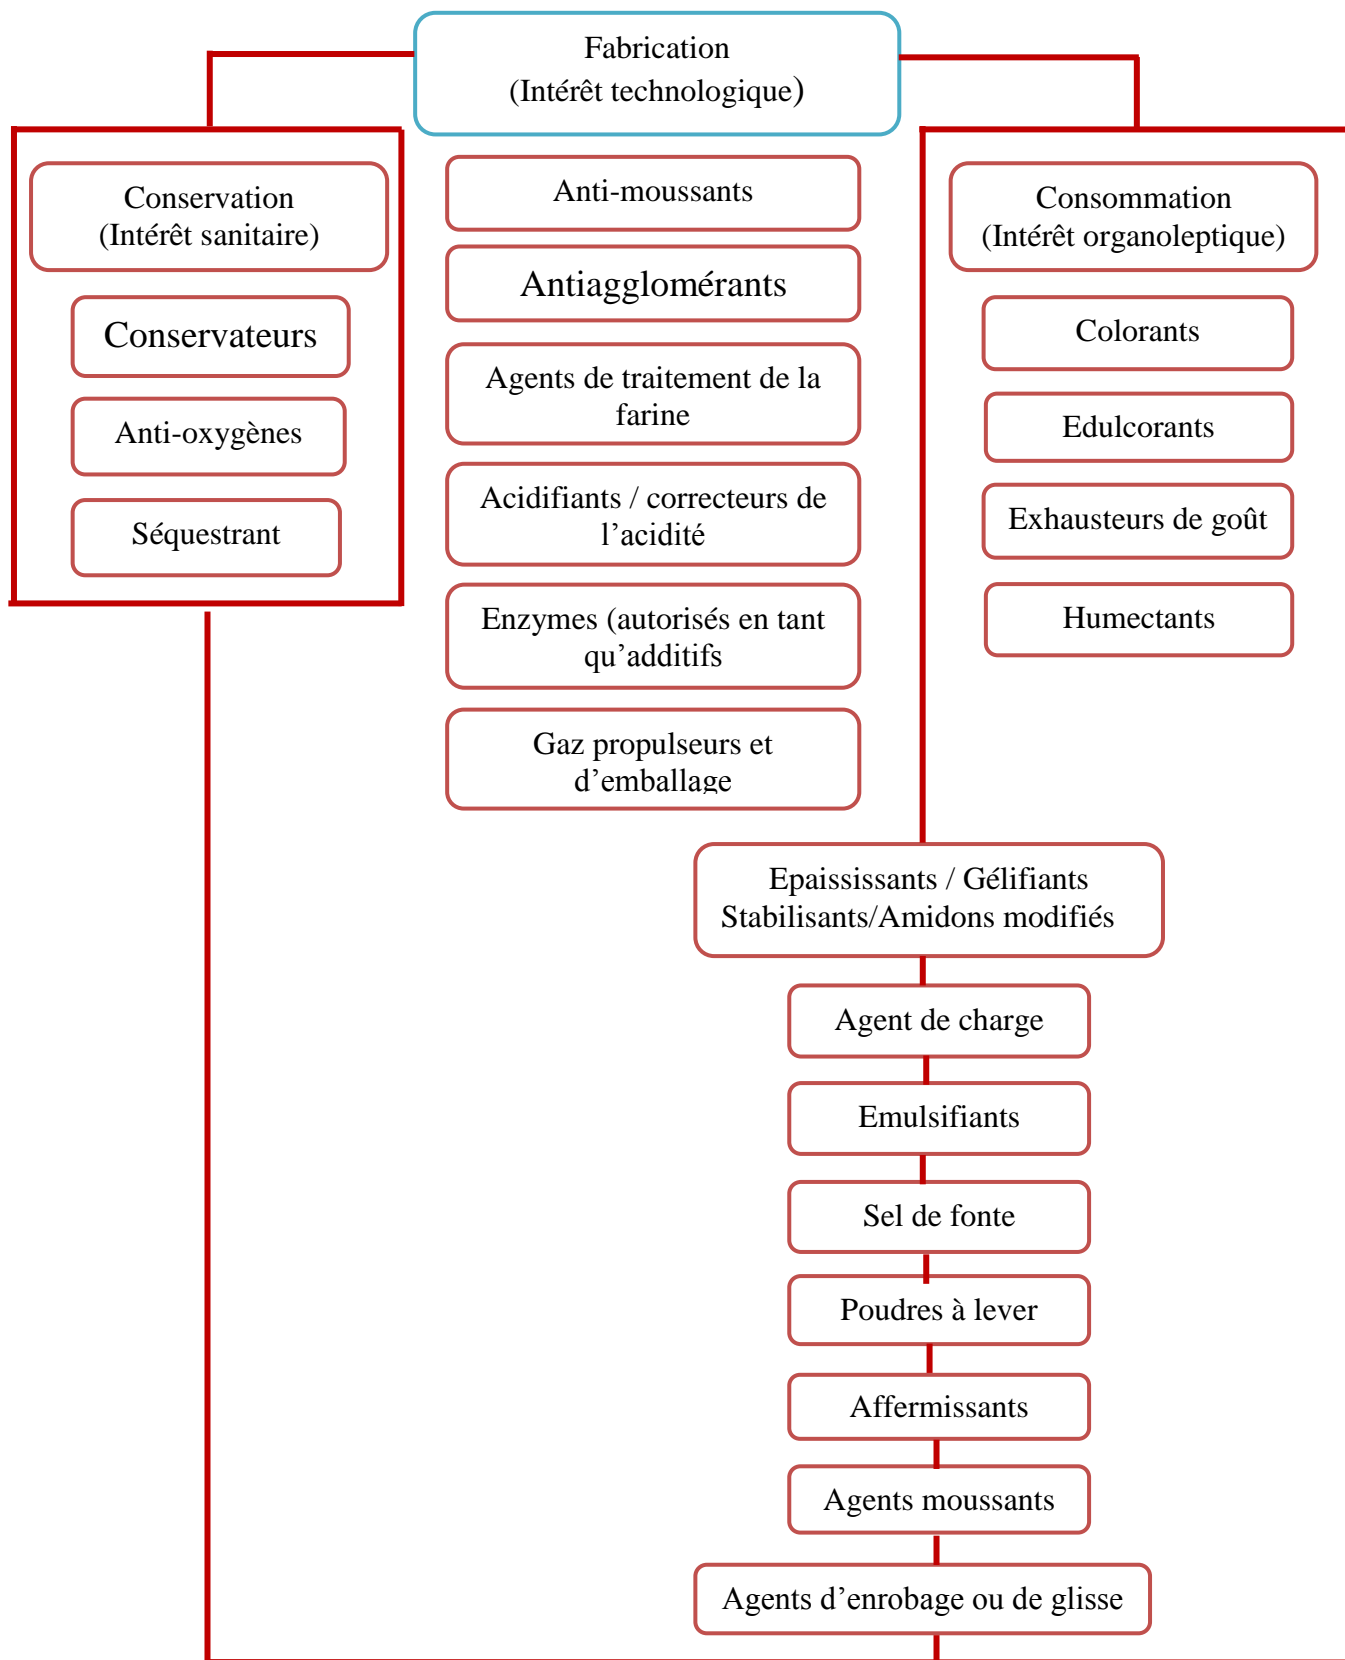 Fabrication
(Intérêt technologique)
Conservation
(Intérêt sanitaire)
Conservateurs
Anti-oxygènes
Séquestrant
Anti-moussants
Antiagglomérants
Agents de traitement de la
farine
Acidifiants / correcteurs de
l’acidité
Enzymes (autorisés en tant
qu’additifs
Gaz propulseurs et
d’emballage
Consommation
(Intérêt organoleptique)
Colorants
Edulcorants
Exhausteurs de goût
Humectants
Epaississants / Gélifiants
Stabilisants/Amidons modifiés
Agent de charge
Emulsifiants
Sel de fonte
Poudres à lever
Affermissants
Agents moussants
Agents d’enrobage ou de glisse